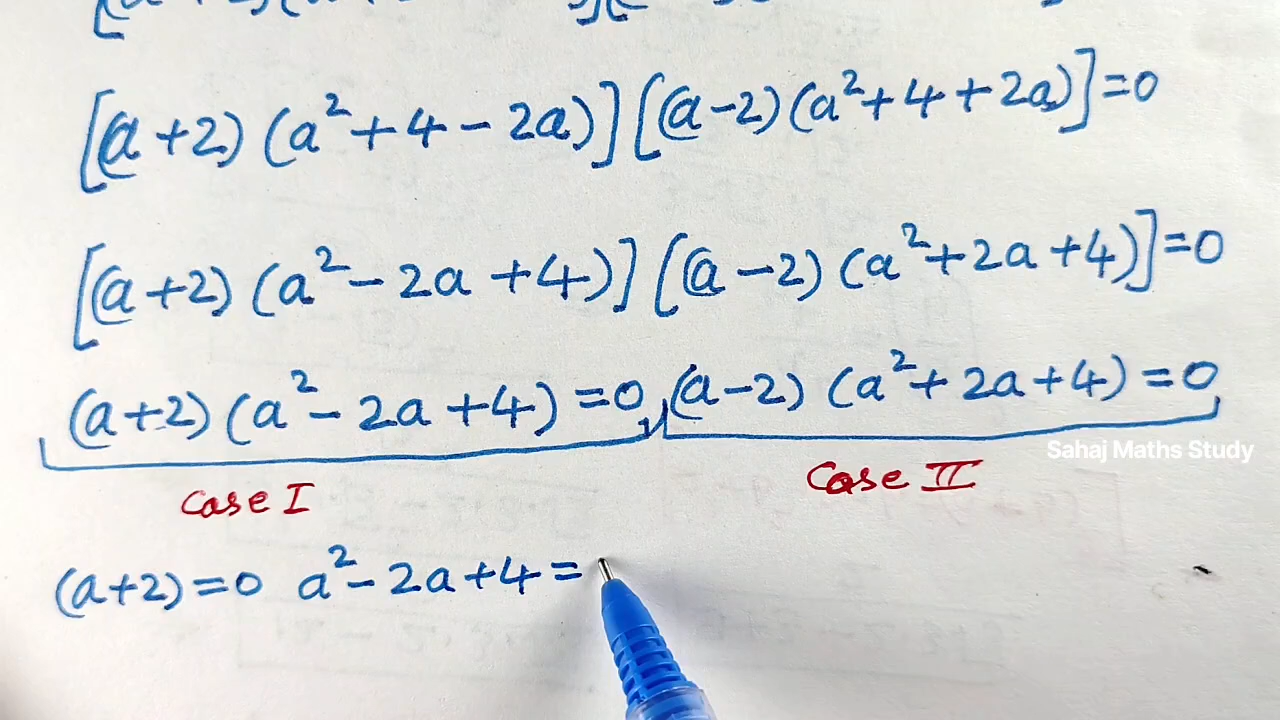 [(a+2)(a²+4-2a)][(a-2)(a²+4+2a)]=0
[(a+2)(a²-2a+4)][(a-2)(a²+2a+4)]=0
(a+2)(a²-2a+4)=0, (a-2)(a²+2a+4)=0
Sahaj Maths Study
Case I Case II
(a+2)=0 a²-2a+4=